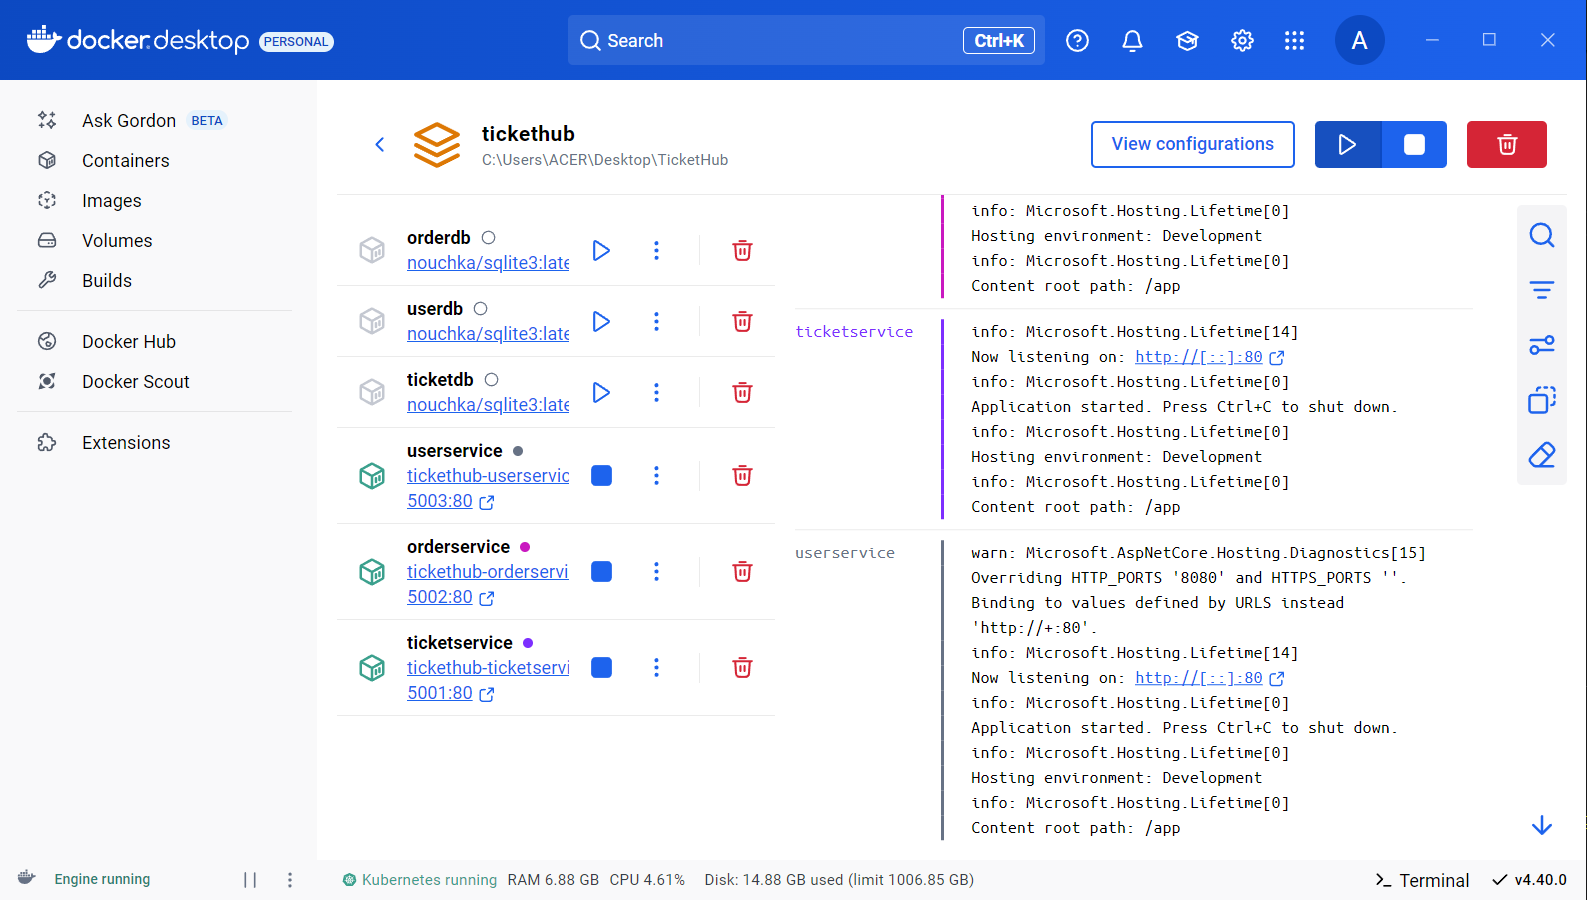 docker.desktop PERSONAL
Search Ctrl+K
A
Ask Gordon BETA
Containers
Images
Volumes
Builds
Docker Hub
Docker Scout
Extensions
tickethub
C:\Users\ACER\Desktop\TicketHub
View configurations
orderdb
nouchka/sqlite3:late
userdb
nouchka/sqlite3:late
ticketdb
nouchka/sqlite3:late
userservice
tickethub-userservic
5003:80
orderservice
tickethub-orderservi
5002:80
ticketservice
tickethub-ticketservi
5001:80
info: Microsoft.Hosting.Lifetime[0]
Hosting environment: Development
info: Microsoft.Hosting.Lifetime[0]
Content root path: /app
ticketservice
info: Microsoft.Hosting.Lifetime[14]
Now listening on: http://[::]:80
info: Microsoft.Hosting.Lifetime[0]
Application started. Press Ctrl+C to shut down.
info: Microsoft.Hosting.Lifetime[0]
Hosting environment: Development
info: Microsoft.Hosting.Lifetime[0]
Content root path: /app
userservice
warn: Microsoft.AspNetCore.Hosting.Diagnostics[15]
Overriding HTTP_PORTS '8080' and HTTPS_PORTS ''.
Binding to values defined by URLS instead
'http://+:80'.
info: Microsoft.Hosting.Lifetime[14]
Now listening on: http://[::]:80
info: Microsoft.Hosting.Lifetime[0]
Application started. Press Ctrl+C to shut down.
info: Microsoft.Hosting.Lifetime[0]
Hosting environment: Development
info: Microsoft.Hosting.Lifetime[0]
Content root path: /app
Engine running
Kubernetes running RAM 6.88 GB CPU 4.61% Disk: 14.88 GB used (limit 1006.85 GB)
Terminal v4.40.0